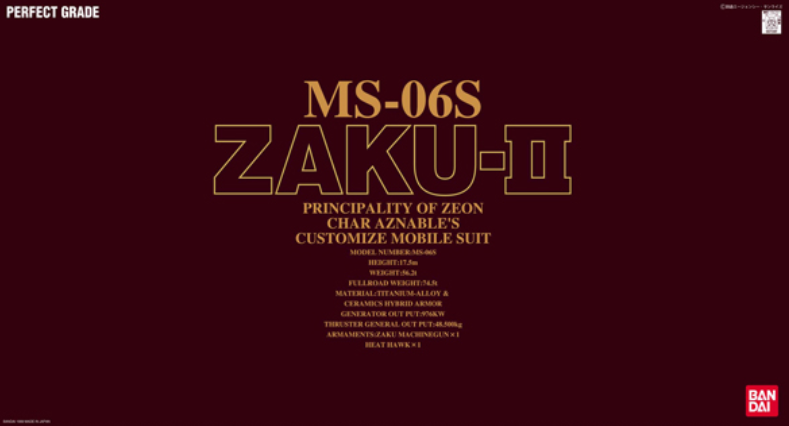 PERFECT GRADE
MS-06S
ZAKU-II
PRINCIPALITY OF ZEON
CHAR AZNABLE'S
CUSTOMIZE MOBILE SUIT
MODEL NUMBER:MS-06S
HEIGHT:17.5m
WEIGHT:56.2t
FULLROAD WEIGHT:74.5t
MATERIAL:TITANIUM-ALLOY &
CERAMICS HYBRID ARMOR
GENERATOR OUT PUT:976KW
THRUSTER GENERAL OUT PUT:48,500kg
ARMAMENTS:ZAKU MACHINEGUN×1
HEAT HAWK×1
BAN
DAI